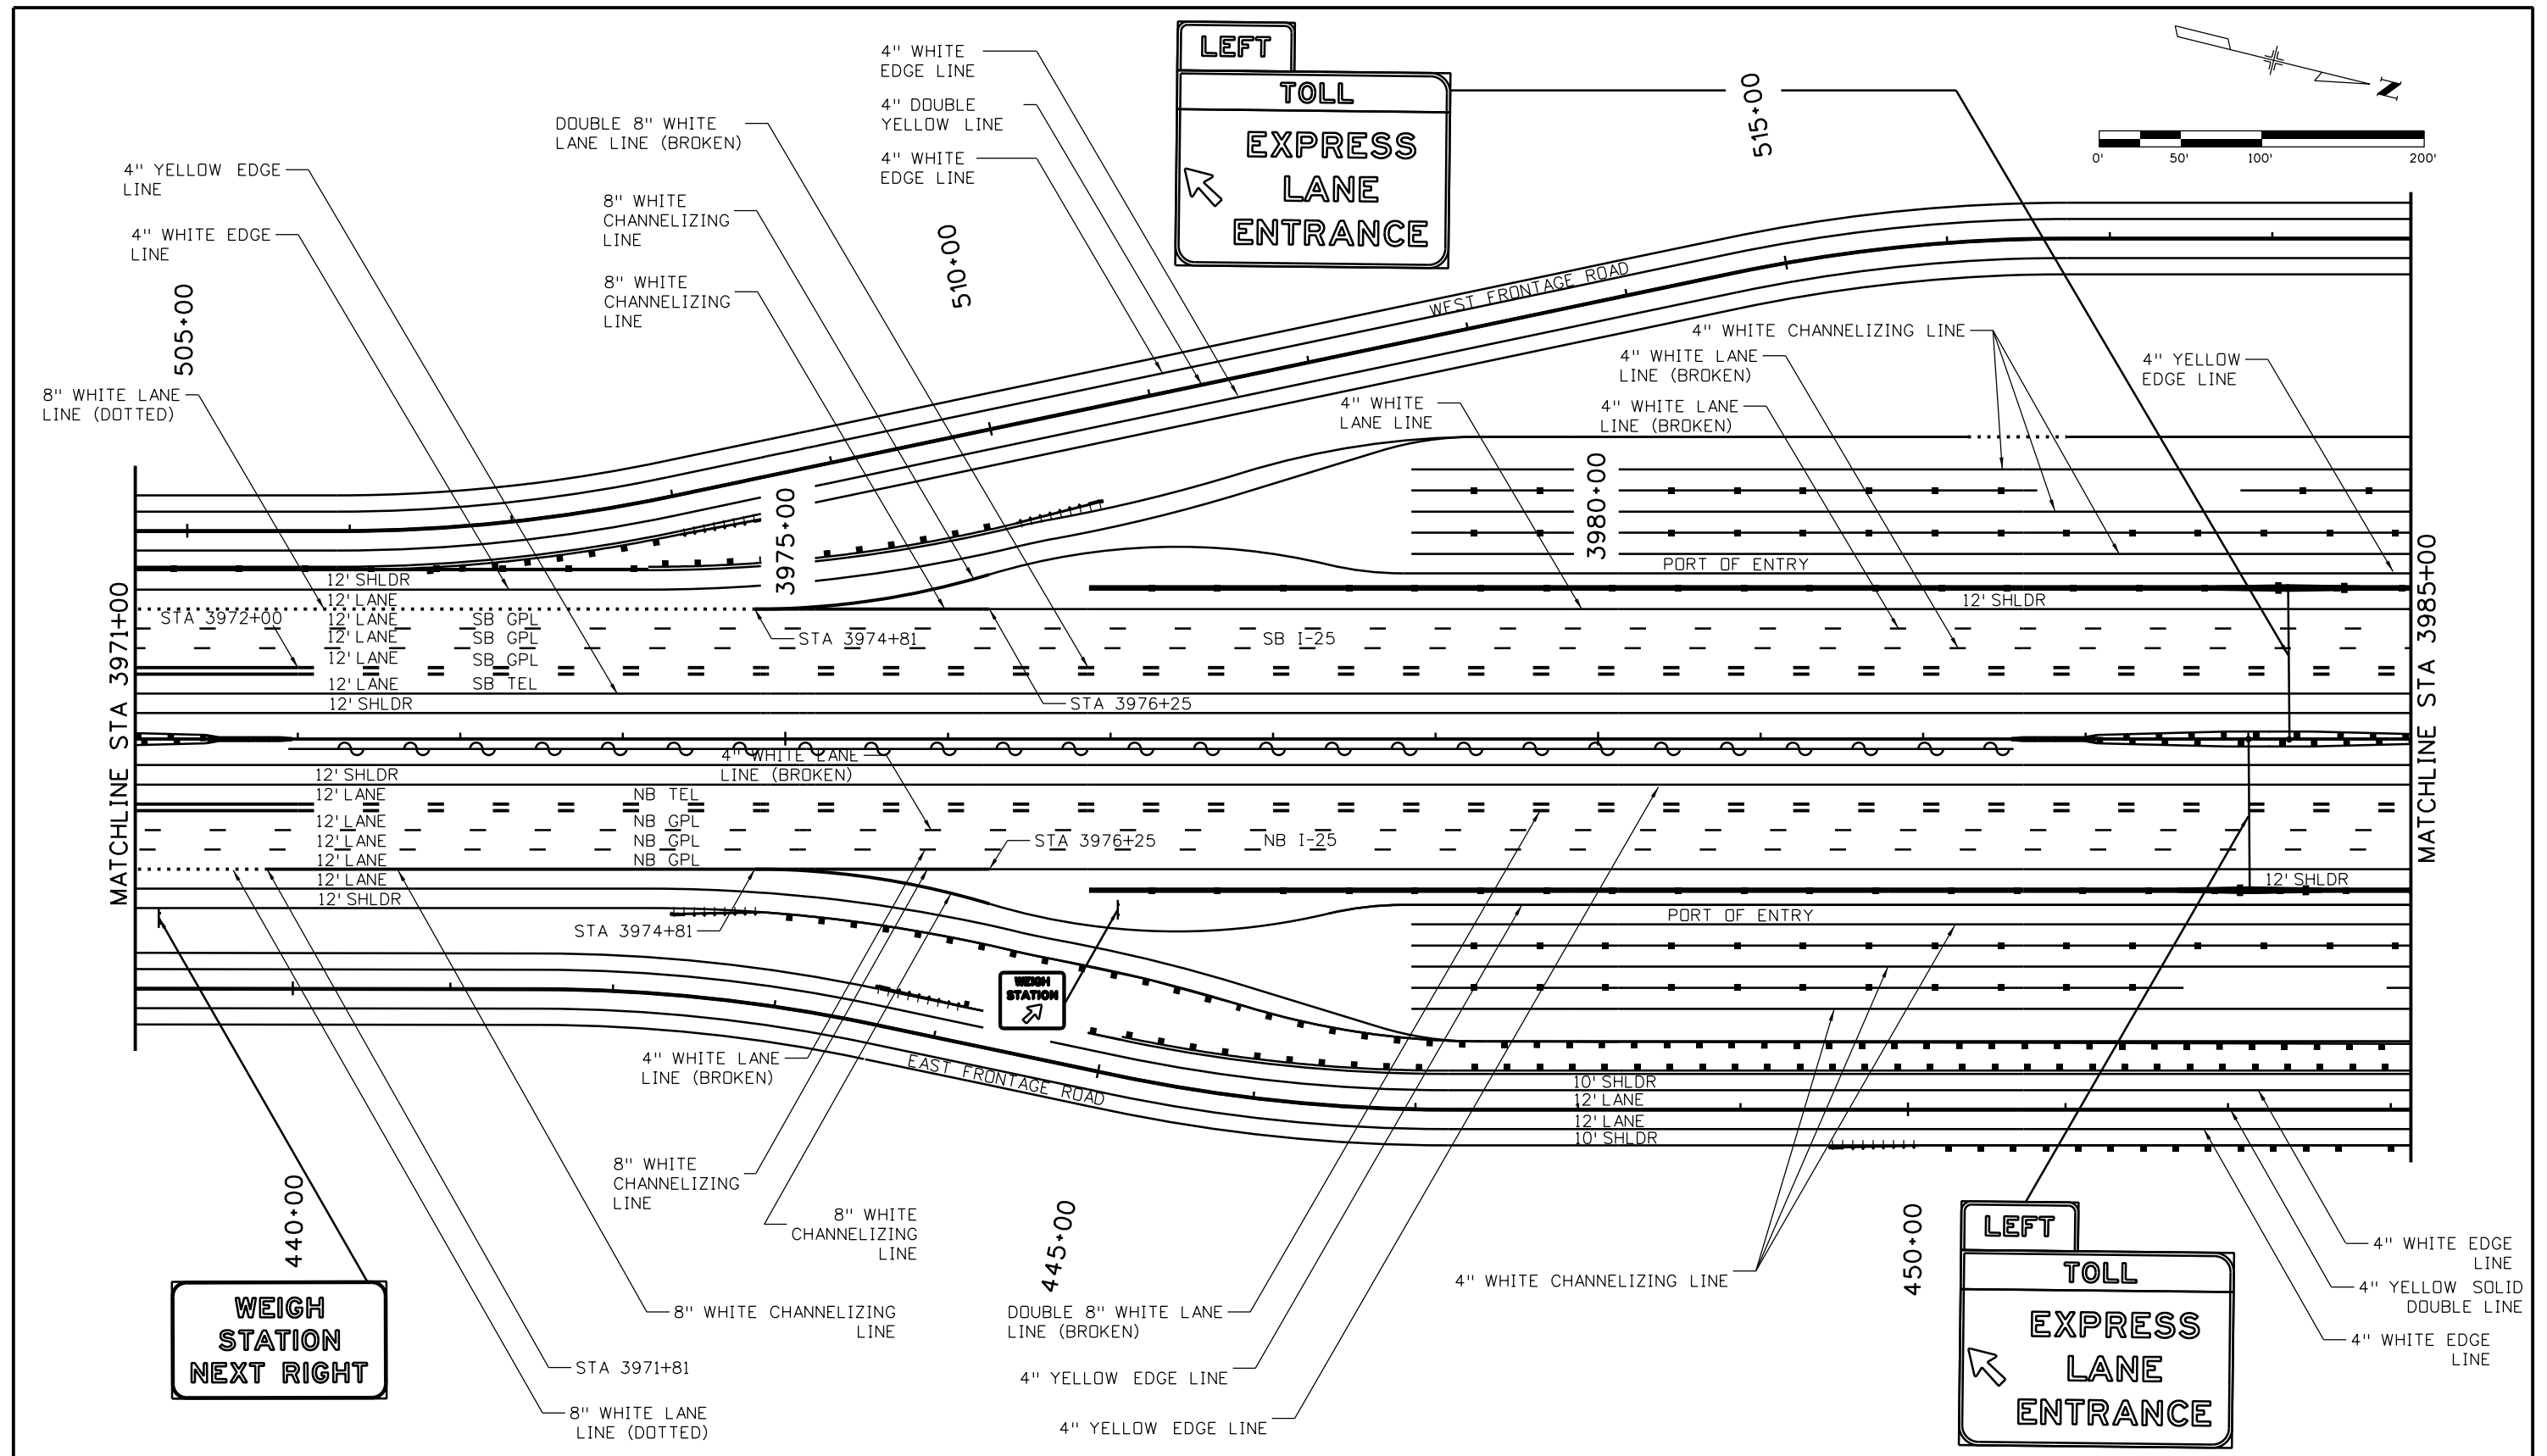 LEFT
TOLL
EXPRESS
LANE
ENTRANCE
4" WHITE
EDGE LINE
4" DOUBLE
YELLOW LINE
4" WHITE
EDGE LINE
DOUBLE 8" WHITE
LANE LINE (BROKEN)
8" WHITE
CHANNELIZING
LINE
8" WHITE
CHANNELIZING
LINE
4" YELLOW EDGE
LINE
4" WHITE EDGE
LINE
8" WHITE LANE
LINE (DOTTED)
505+00
510+00
515+00
N
0' 50' 100' 200'
WEST FRONTAGE ROAD
4" WHITE CHANNELIZING LINE
4" WHITE LANE
LINE (BROKEN)
4" WHITE LANE
LINE (BROKEN)
4" WHITE
LANE LINE
4" YELLOW
EDGE LINE
3975+00
3980+00
PORT OF ENTRY
12' SHLDR
12' SHLDR
12' LANE
STA 3972+00
12' LANE SB GPL
12' LANE SB GPL
12' LANE SB GPL
12' LANE SB TEL
12' SHLDR
STA 3974+81
SB I-25
STA 3976+25
MATCHLINE STA 3971+00
MATCHLINE STA 3985+00
4" WHITE LANE
LINE (BROKEN)
12' SHLDR
12' LANE NB TEL
12' LANE NB GPL
12' LANE NB GPL
12' LANE NB GPL
12' LANE
12' SHLDR
STA 3976+25
NB I-25
12' SHLDR
PORT OF ENTRY
STA 3974+81
WEIGH
STATION
4" WHITE LANE
LINE (BROKEN)
EAST FRONTAGE ROAD
10' SHLDR
12' LANE
12' LANE
10' SHLDR
8" WHITE
CHANNELIZING
LINE
8" WHITE
CHANNELIZING
LINE
440+00
445+00
450+00
WEIGH
STATION
NEXT RIGHT
8" WHITE CHANNELIZING
LINE
STA 3971+81
8" WHITE LANE
LINE (DOTTED)
DOUBLE 8" WHITE LANE
LINE (BROKEN)
4" YELLOW EDGE LINE
4" YELLOW EDGE LINE
4" WHITE CHANNELIZING LINE
LEFT
TOLL
EXPRESS
LANE
ENTRANCE
4" WHITE EDGE
LINE
4" YELLOW SOLID
DOUBLE LINE
4" WHITE EDGE
LINE